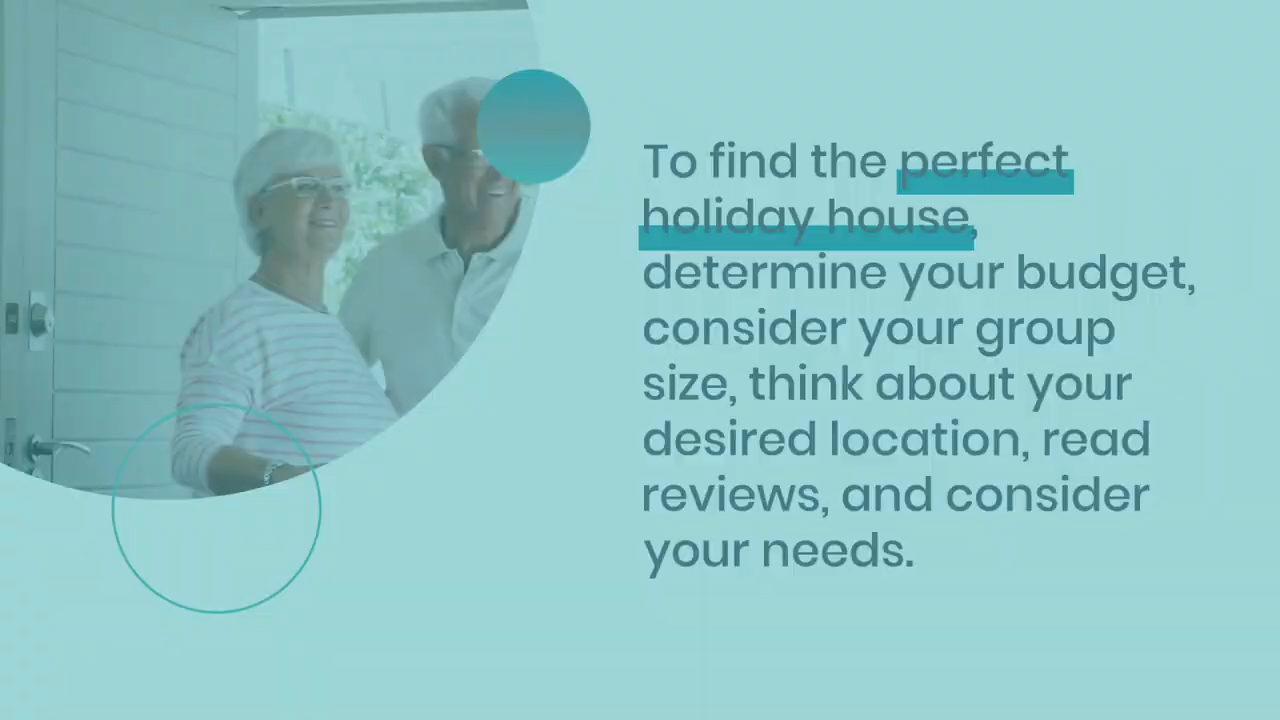 To find the perfect
holiday house,
determine your budget,
consider your group
size, think about your
desired location, read
reviews, and consider
your needs.